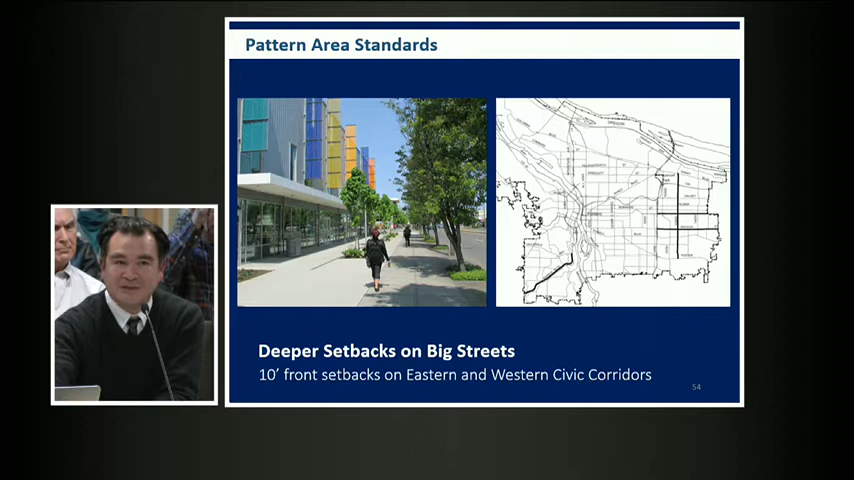 Pattern Area Standards
Deeper Setbacks on Big Streets
10' front setbacks on Eastern and Western Civic Corridors
54